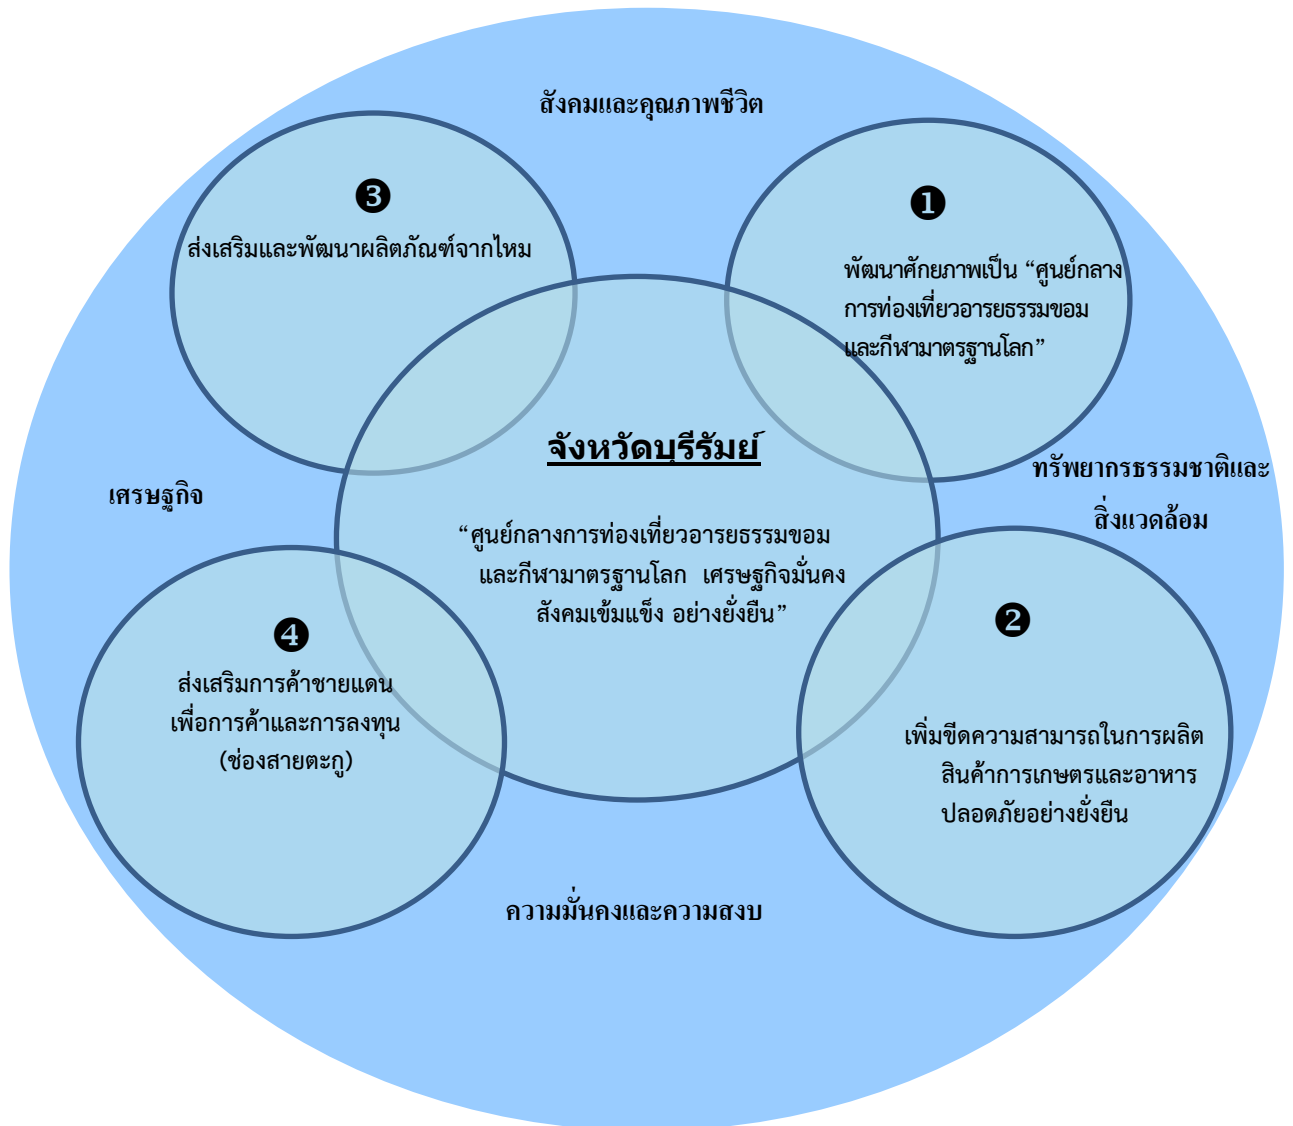 สังคมและคุณภาพชีวิต
❸
ส่งเสริมและพัฒนาผลิตภัณฑ์จากไหม
❶
พัฒนาศักยภาพเป็น “ศูนย์กลาง
การท่องเที่ยวอารยธรรมขอม
และกีฬามาตรฐานโลก”
จังหวัดบุรีรัมย์
“ศูนย์กลางการท่องเที่ยวอารยธรรมขอม
และกีฬามาตรฐานโลก เศรษฐกิจมั่นคง
สังคมเข้มแข็ง อย่างยั่งยืน”
เศรษฐกิจ
ทรัพยากรธรรมชาติและ
สิ่งแวดล้อม
❹
ส่งเสริมการค้าชายแดน
เพื่อการค้าและการลงทุน
(ช่องสายตะกู)
❷
เพิ่มขีดความสามารถในการผลิต
สินค้าการเกษตรและอาหาร
ปลอดภัยอย่างยั่งยืน
ความมั่นคงและความสงบ